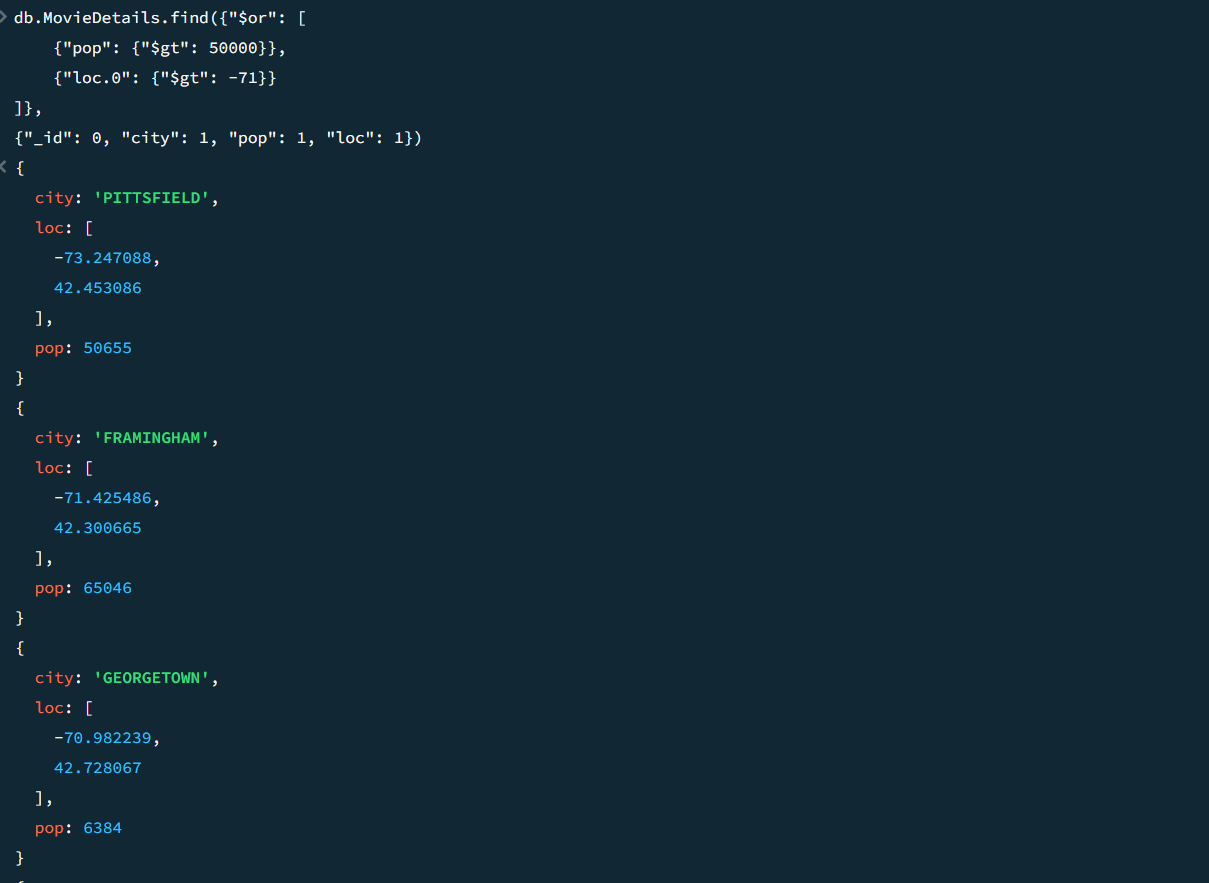 db.MovieDetails.find({"$or": [
    {"pop": {"$gt": 50000}},
    {"loc.0": {"$gt": -71}}
]},
{"_id": 0, "city": 1, "pop": 1, "loc": 1})
{
  city: 'PITTSFIELD',
  loc: [
    -73.247088,
    42.453086
  ],
  pop: 50655
}
{
  city: 'FRAMINGHAM',
  loc: [
    -71.425486,
    42.300665
  ],
  pop: 65046
}
{
  city: 'GEORGETOWN',
  loc: [
    -70.982239,
    42.728067
  ],
  pop: 6384
}